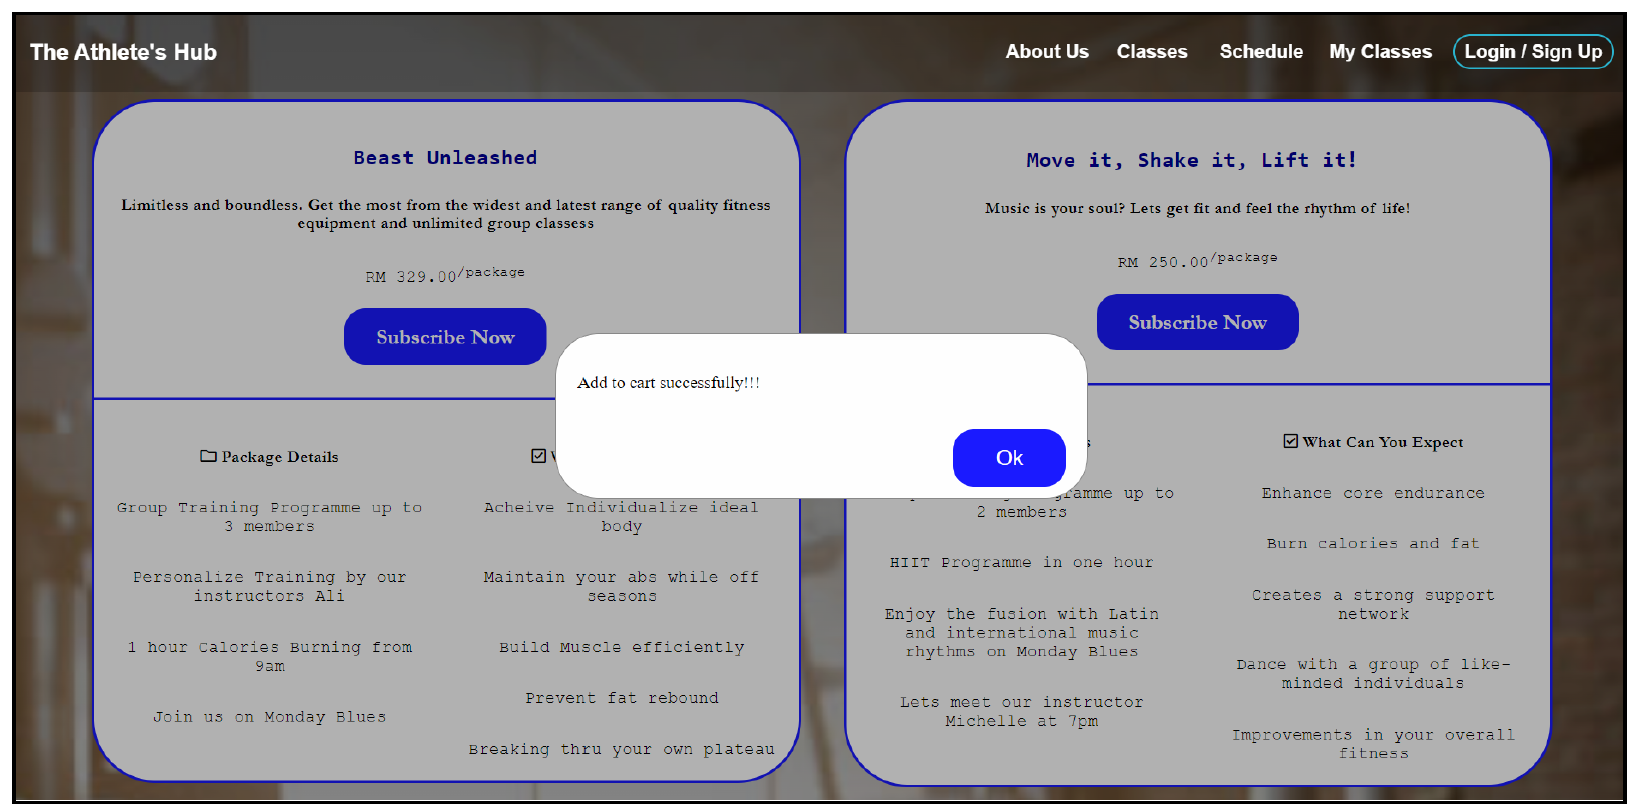 The Athlete's Hub
About Us Classes Schedule My Classes Login / Sign Up
Beast Unleashed
Limitless and boundless. Get the most from the widest and latest range of quality fitness
equipment and unlimited group classess
RM 329.00/package
Subscribe Now
Package Details
Group Training Programme up to
3 members
Personalize Training by our
instructors Ali
1 hour Calories Burning from
9am
Join us on Monday Blues
Acheive Individualize ideal
body
Maintain your abs while off
seasons
Build Muscle efficiently
Prevent fat rebound
Breaking thru your own plateau
Move it, Shake it, Lift it!
Music is your soul? Lets get fit and feel the rhythm of life!
RM 250.00/package
Subscribe Now
up to
2 members
HIIT Programme in one hour
Enjoy the fusion with Latin
and international music
rhythms on Monday Blues
Lets meet our instructor
Michelle at 7pm
What Can You Expect
Enhance core endurance
Burn calories and fat
Creates a strong support
network
Dance with a group of like-
minded individuals
Improvements in your overall
fitness
Add to cart successfully!!!
Ok